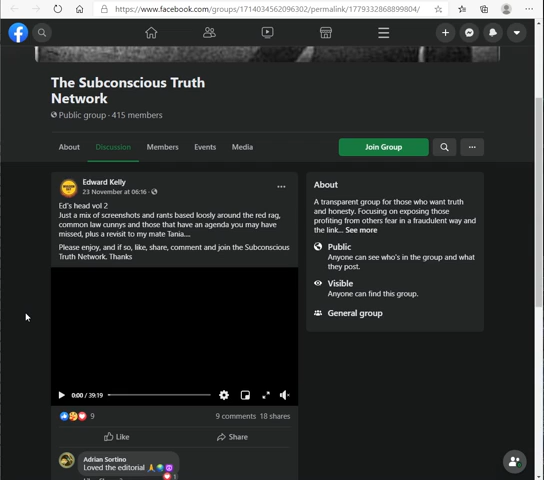 https://www.facebook.com/groups/1714034562096302/permalink/1779332868899804/
The Subconscious Truth
Network
Public group · 415 members
About Discussion Members Events Media Join Group
Edward Kelly
23 November at 06:16 ·
Ed's head vol 2
Just a mix of screenshots and rants based loosly around the red rag,
common law cunnys and those that have an agenda you may have
missed, plus a revisit to my mate Tania....
Please enjoy, and if so, like, share, comment and join the Subconscious
Truth Network. Thanks
0:00 / 39:19
9 9 comments 18 shares
Like Share
Adrian Sortino
Loved the editorial
1
About
A transparent group for those who want truth
and honesty. Focusing on exposing those
profiting from others fear in a fraudulent way and
the link... See more
Public
Anyone can see who's in the group and what
they post.
Visible
Anyone can find this group.
General group